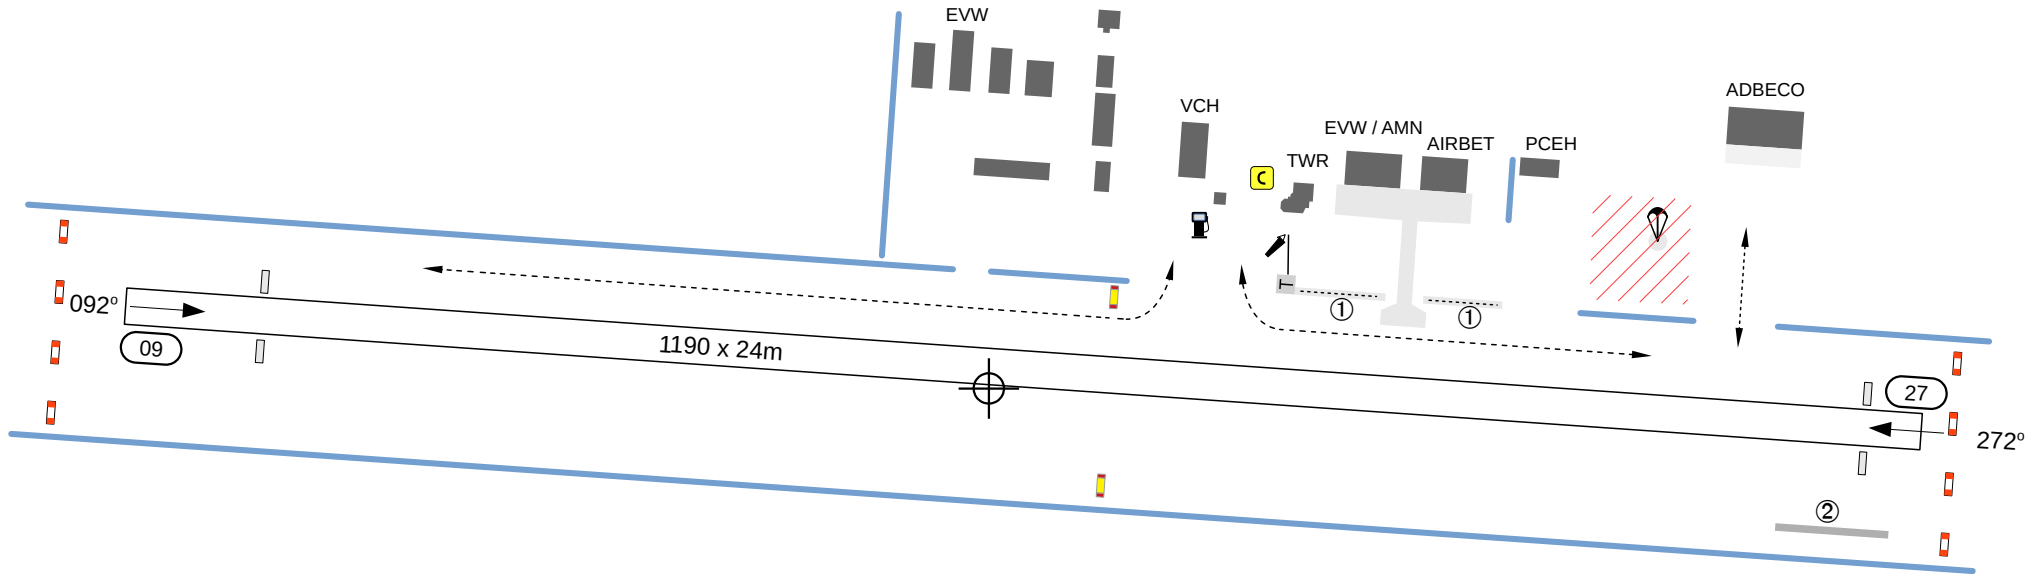 EVW
ADBECO
VCH
EVW / AMN
AIRBET
PCEH
TWR
C
T
092º
①
①
09
1190 x 24m
27
272º
②